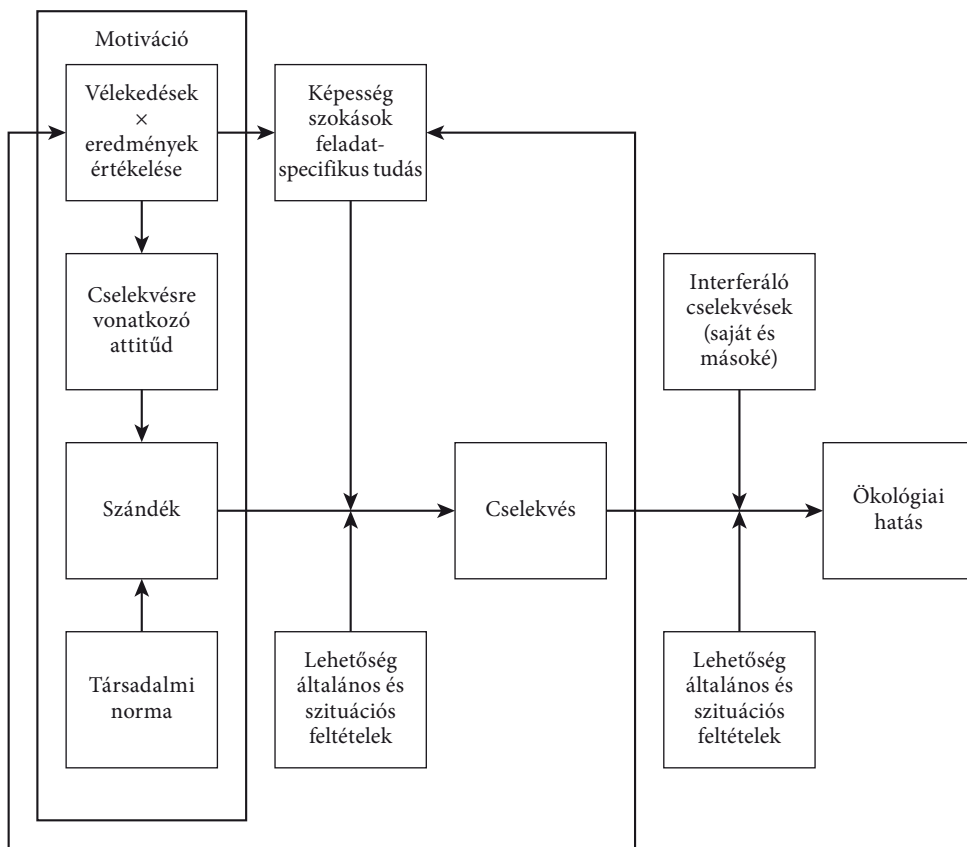 Motiváció
Vélekedések
×
eredmények
értékelése
Képesség
szokások
feladat-
specifikus tudás
Cselekvésre
vonatkozó
attitűd
Interferáló
cselekvések
(saját és
másoké)
Szándék
Cselekvés
Ökológiai
hatás
Társadalmi
norma
Lehetőség
általános és
szituációs
feltételek
Lehetőség
általános és
szituációs
feltételek